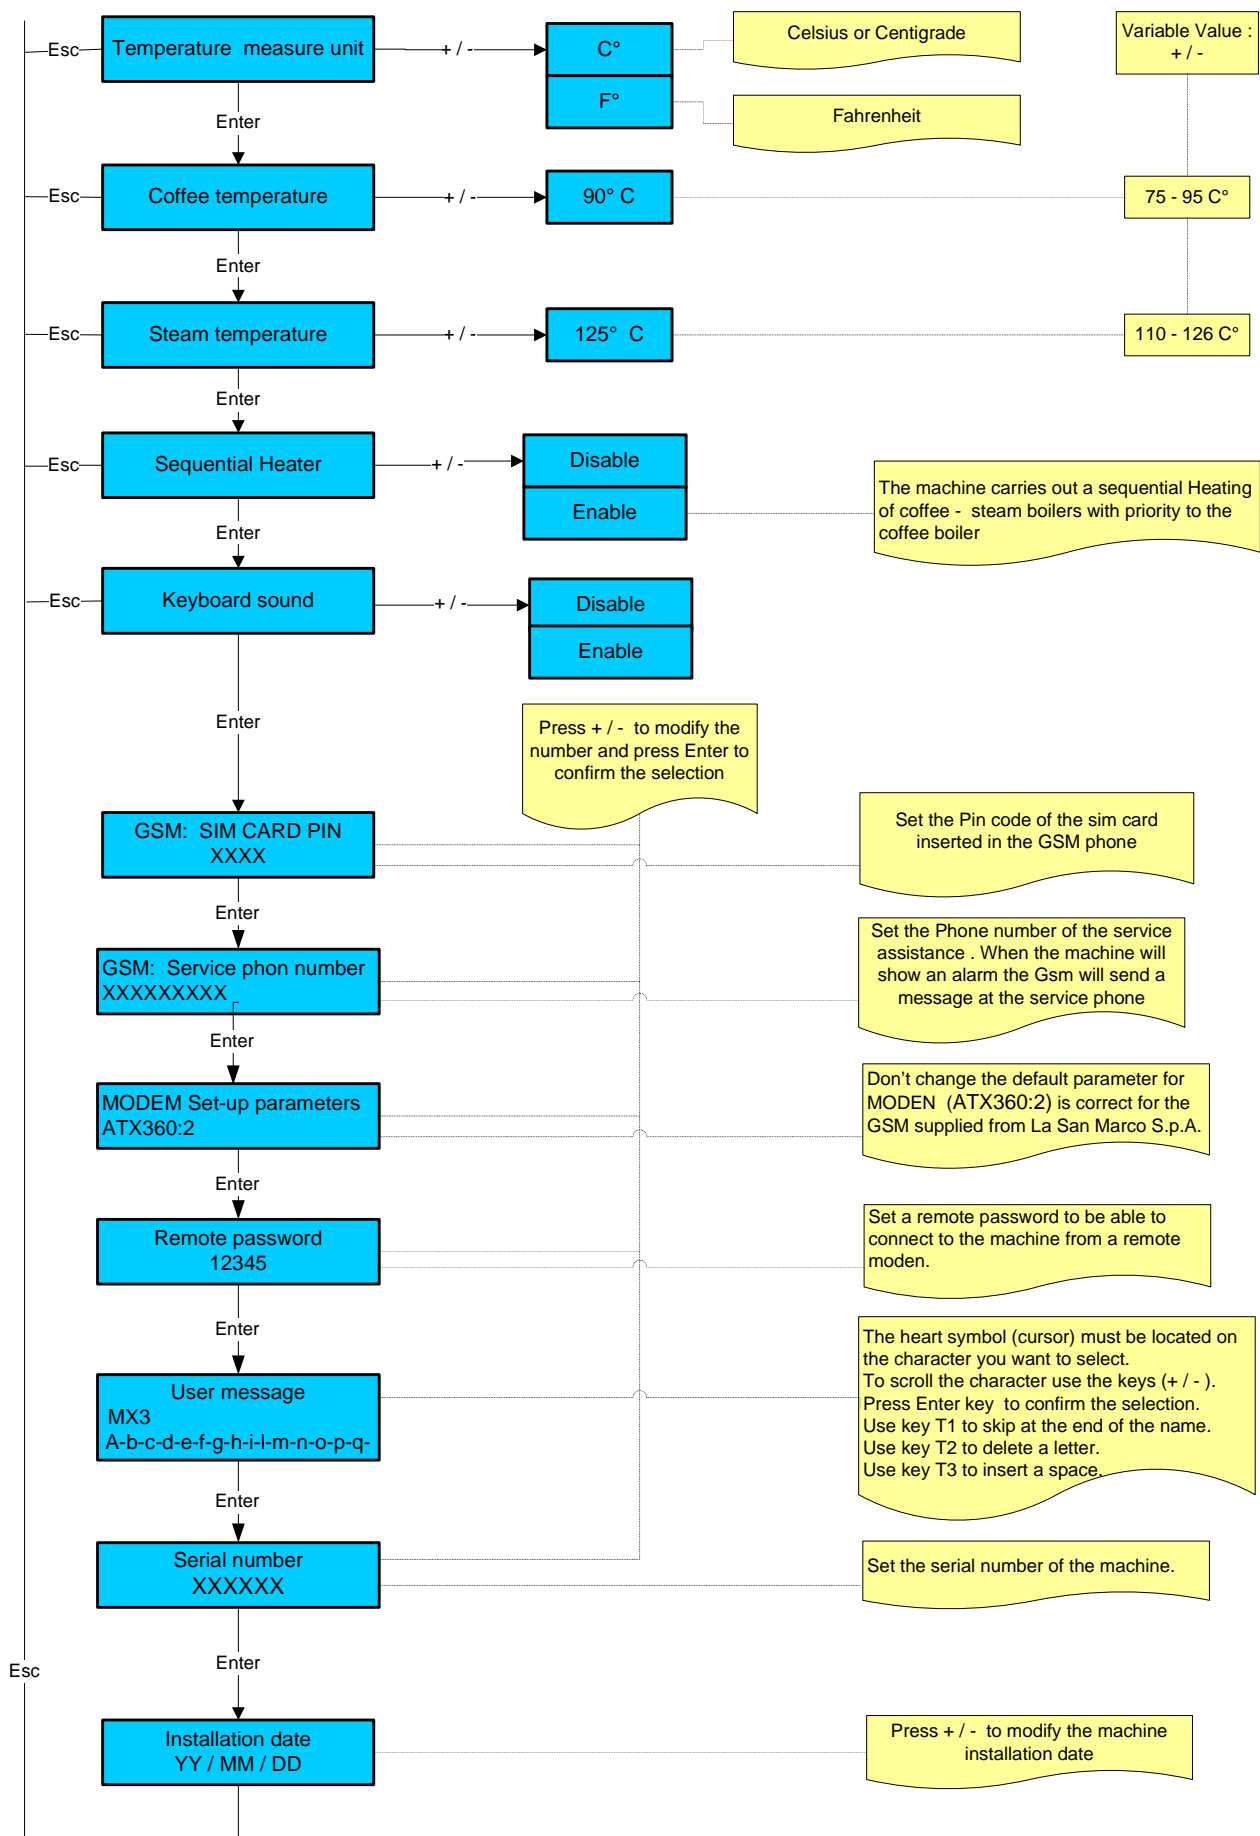 Esc
Temperature measure unit
+ / -
C°
F°
Celsius or Centigrade
Fahrenheit
Variable Value :
+ / -
Enter
Esc
Coffee temperature
+ / -
90° C
75 - 95 C°
Enter
Esc
Steam temperature
+ / -
125° C
110 - 126 C°
Enter
Esc
Sequential Heater
+ / -
Disable
Enable
The machine carries out a sequential Heating
of coffee - steam boilers with priority to the
coffee boiler
Enter
Esc
Keyboard sound
+ / -
Disable
Enable
Enter
Press + / - to modify the
number and press Enter to
confirm the selection
GSM: SIM CARD PIN
XXXX
Set the Pin code of the sim card
inserted in the GSM phone
Enter
GSM: Service phon number
XXXXXXXXX
Set the Phone number of the service
assistance . When the machine will
show an alarm the Gsm will send a
message at the service phone
Enter
MODEM Set-up parameters
ATX360:2
Don't change the default parameter for
MODEN (ATX360:2) is correct for the
GSM supplied from La San Marco S.p.A.
Enter
Remote password
12345
Set a remote password to be able to
connect to the machine from a remote
moden.
Enter
User message
MX3
A-b-c-d-e-f-g-h-i-l-m-n-o-p-q-
The heart symbol (cursor) must be located on
the character you want to select.
To scroll the character use the keys (+ / - ).
Press Enter key to confirm the selection.
Use key T1 to skip at the end of the name.
Use key T2 to delete a letter.
Use key T3 to insert a space.
Enter
Serial number
XXXXXX
Set the serial number of the machine.
Esc
Enter
Installation date
YY / MM / DD
Press + / - to modify the machine
installation date